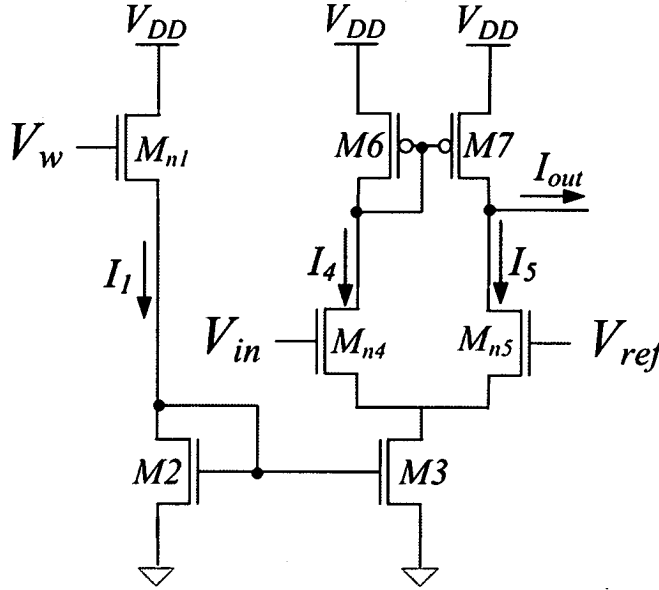 V_DD V_DD V_DD
V_w M_n1 M6 M7
I_out
I_1 I_4 I_5
V_in M_n4 M_n5 V_ref
M2 M3